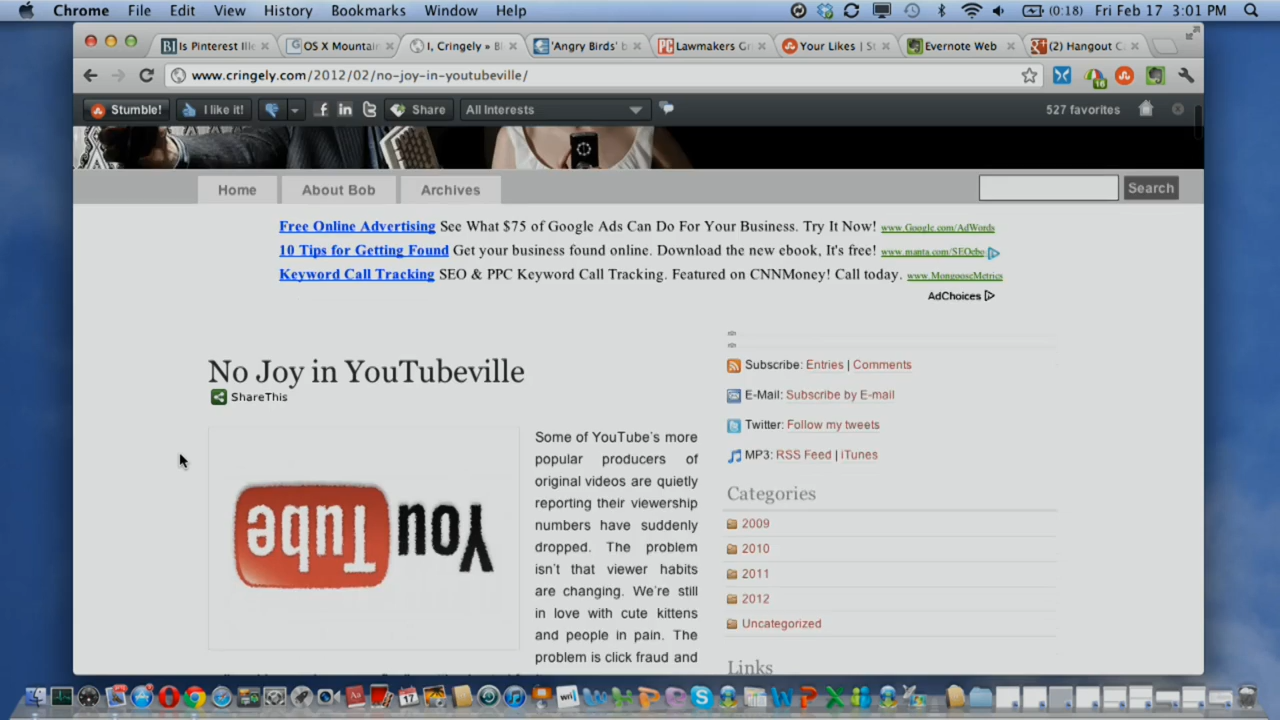 Chrome File Edit View History Bookmarks Window Help (0:18) Fri Feb 17 3:01 PM
Is Pinterest Ille OS X Mountain I, Cringely » Bl 'Angry Birds' b Lawmakers Gr Your Likes | St Evernote Web (2) Hangout C
www.cringely.com/2012/02/no-joy-in-youtubeville/
16
Stumble! I like it! Share All Interests 527 favorites
Home About Bob Archives Search
Free Online Advertising See What $75 of Google Ads Can Do For Your Business. Try It Now! www.Google.com/AdWords
10 Tips for Getting Found Get your business found online. Download the new ebook, It's free! www.manta.com/SEOebo
Keyword Call Tracking SEO & PPC Keyword Call Tracking. Featured on CNNMoney! Call today. www.MongooseMetrics
AdChoices
No Joy in YouTubeville
ShareThis
You Tube
Some of YouTube's more
popular producers of
original videos are quietly
reporting their viewership
numbers have suddenly
dropped. The problem
isn't that viewer habits
are changing. We're still
in love with cute kittens
and people in pain. The
problem is click fraud and
Subscribe: Entries | Comments
E-Mail: Subscribe by E-mail
Twitter: Follow my tweets
MP3: RSS Feed | iTunes
Categories
2009
2010
2011
2012
Uncategorized
Links